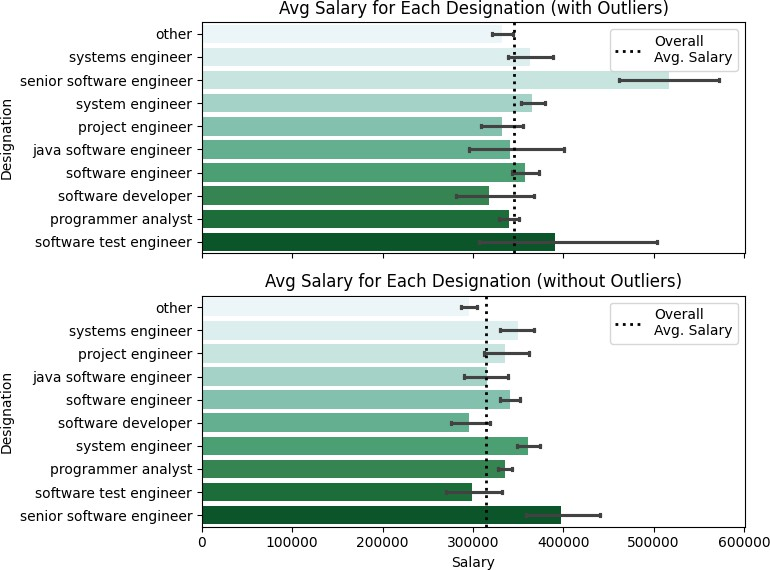 Avg Salary for Each Designation (with Outliers)
Designation
other
systems engineer
senior software engineer
system engineer
project engineer
java software engineer
software engineer
software developer
programmer analyst
software test engineer
Overall
Avg. Salary
Avg Salary for Each Designation (without Outliers)
Designation
other
systems engineer
project engineer
java software engineer
software engineer
software developer
system engineer
programmer analyst
software test engineer
senior software engineer
Overall
Avg. Salary
0 100000 200000 300000 400000 500000 600000
Salary